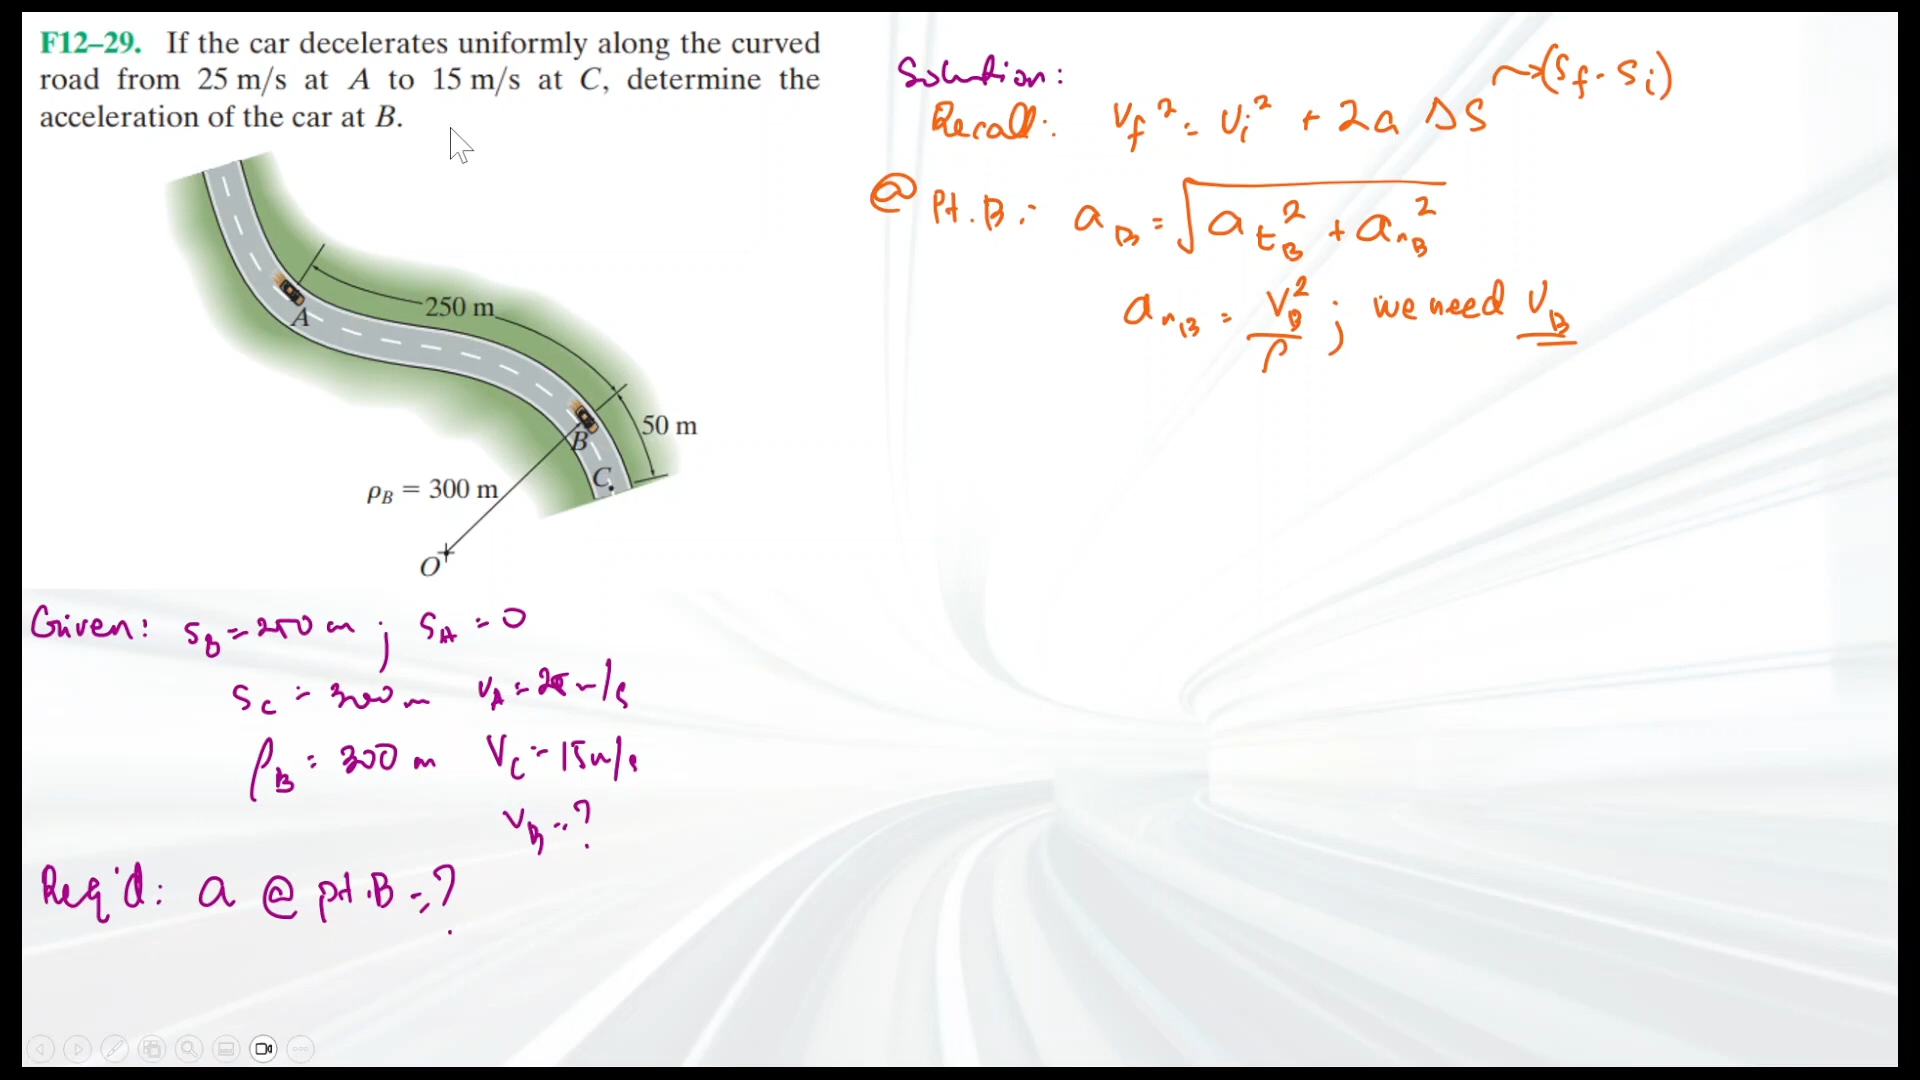 F12–29. If the car decelerates uniformly along the curved
road from 25 m/s at A to 15 m/s at C, determine the
acceleration of the car at B.
A
250 m
B
50 m
C
ρB = 300 m
O
Given: sB = 250 m ; sA = 0
sC = 300 m vA = 25 m/s
ρB = 300 m vC = 15 m/s
vB = ?
Req'd: a @ pt.B = ?
Solution:
Recall: vf² = vi² + 2a ΔS → (sf - si)
@ Pt.B: aB = √(atB² + anB²)
anB = vB²/ρ ; we need vB